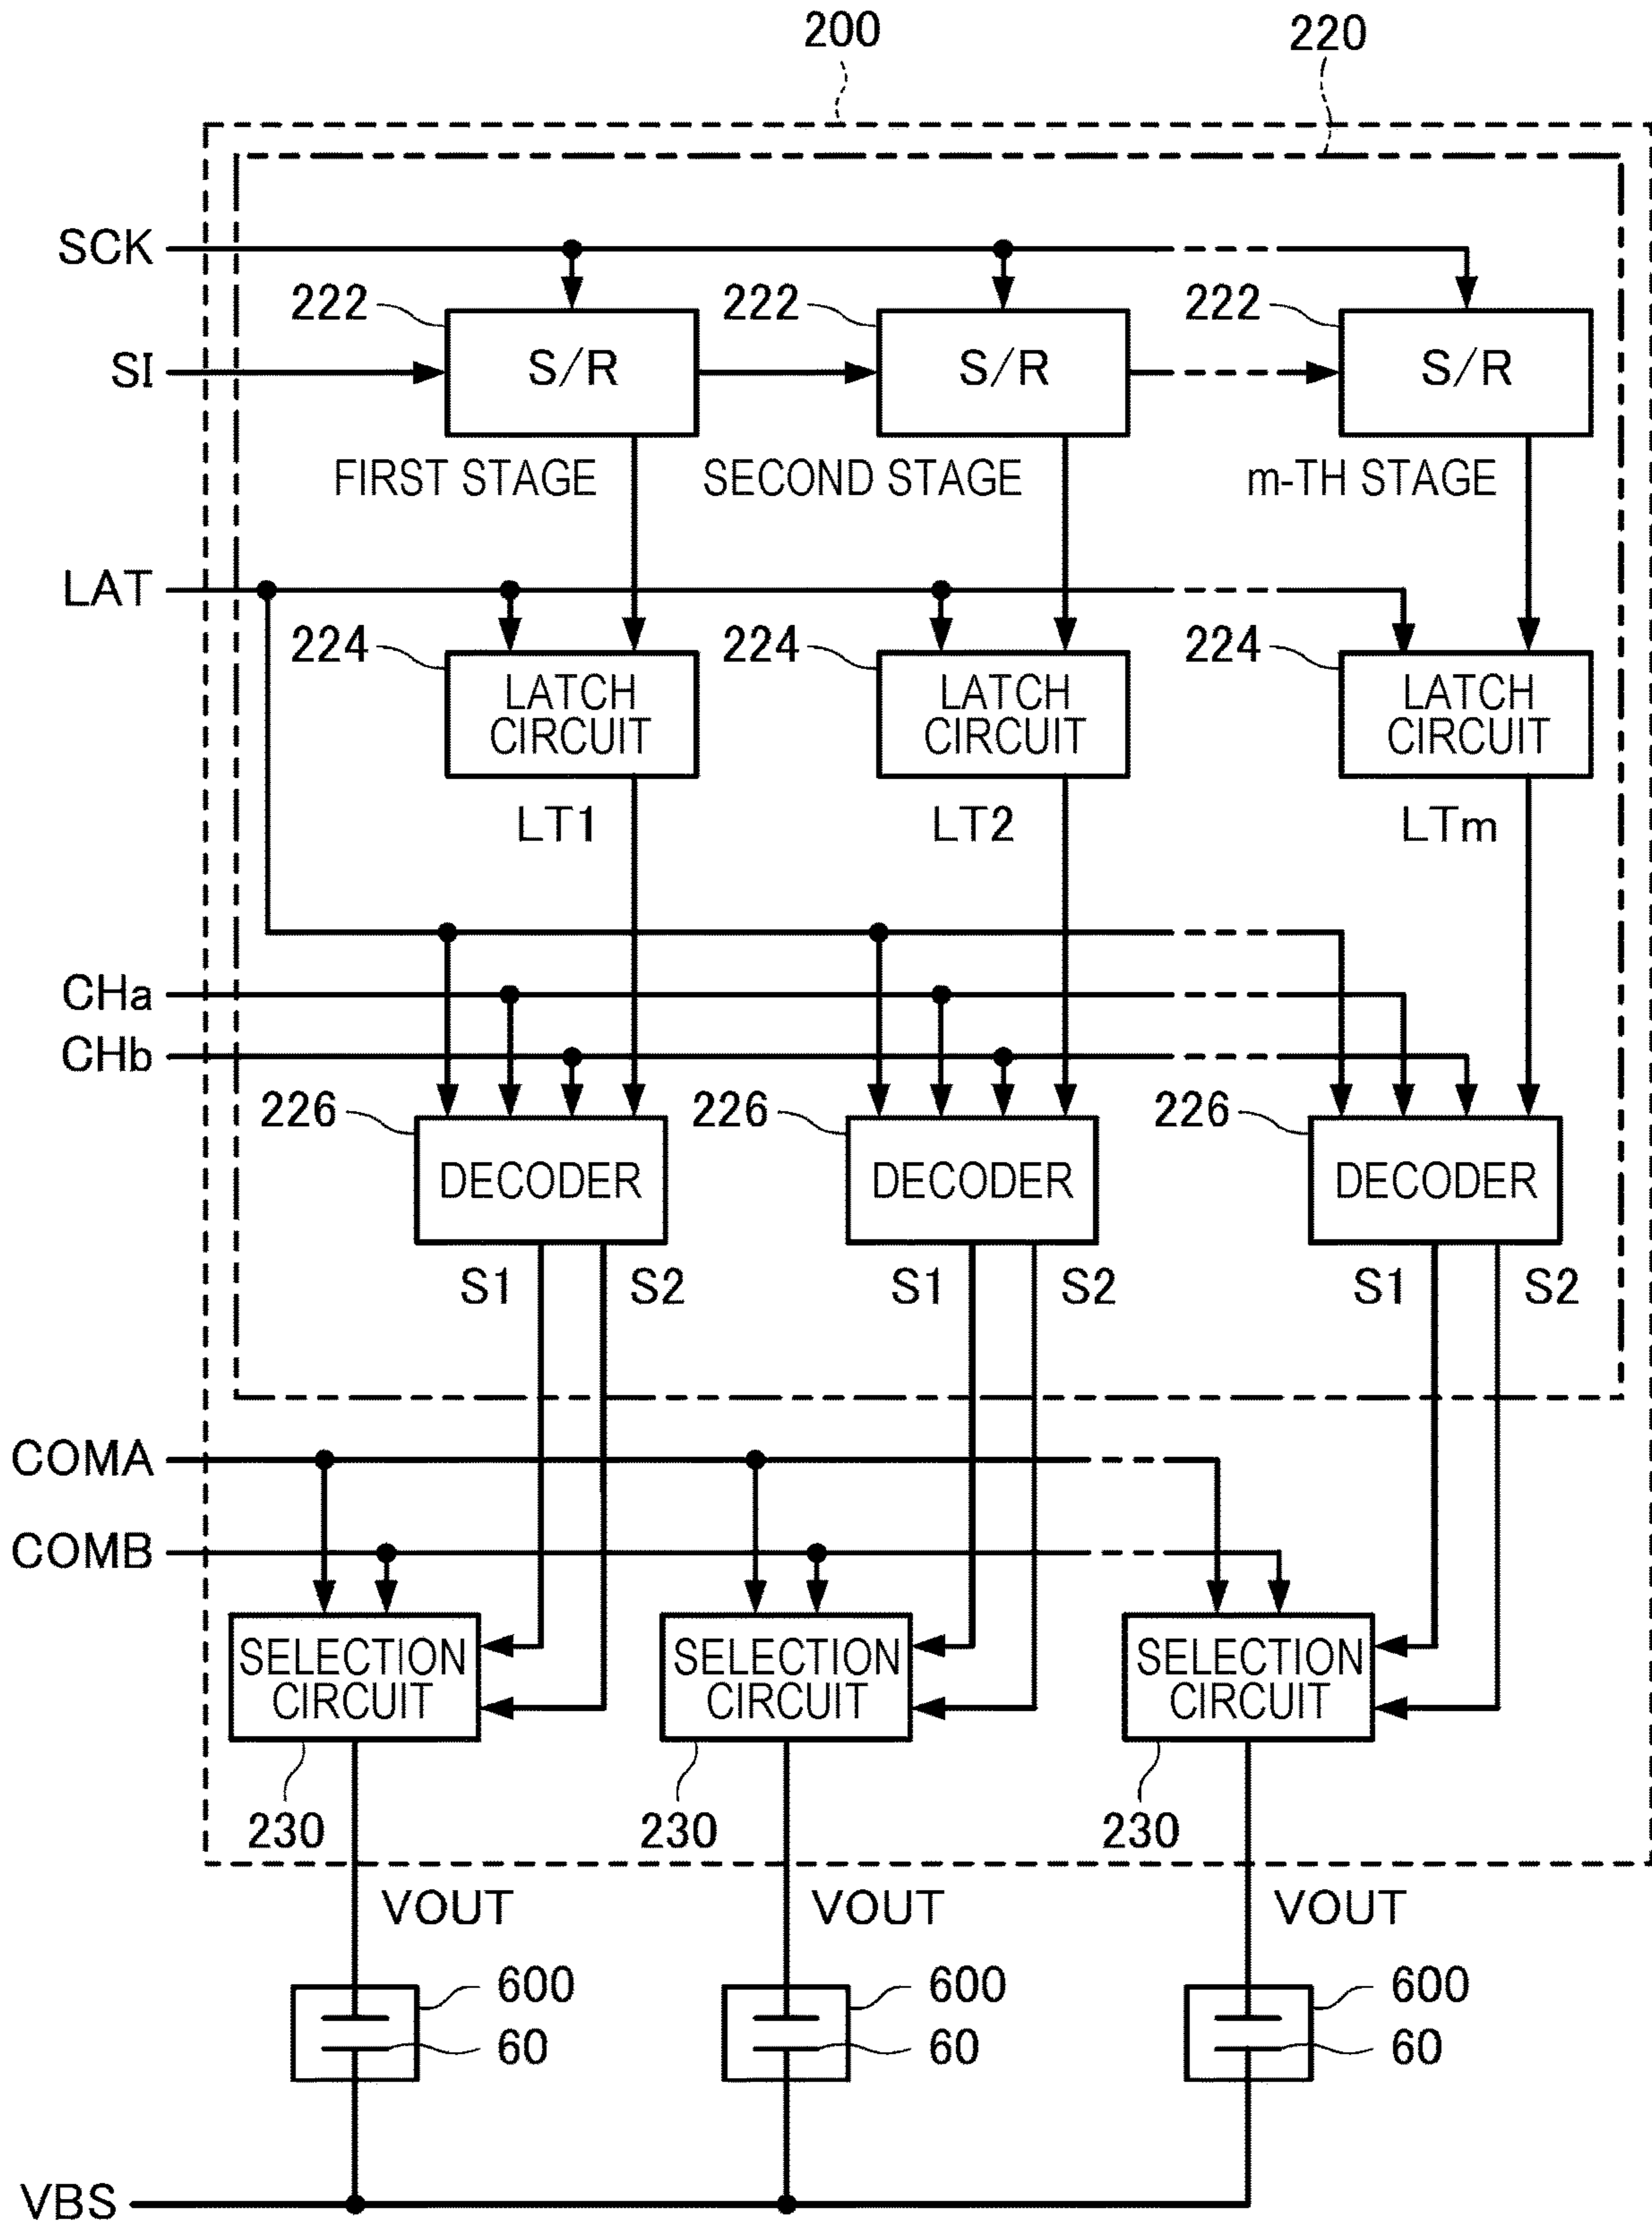 200 220
SCK
222 222 222
SI S/R S/R S/R
FIRST STAGE SECOND STAGE m-TH STAGE
LAT
224 224 224
LATCH CIRCUIT LATCH CIRCUIT LATCH CIRCUIT
LT1 LT2 LTm
CHa
CHb
226 226 226
DECODER DECODER DECODER
S1 S2 S1 S2 S1 S2
COMA
COMB
SELECTION CIRCUIT SELECTION CIRCUIT SELECTION CIRCUIT
230 230 230
VOUT VOUT VOUT
600 600 600
60 60 60
VBS